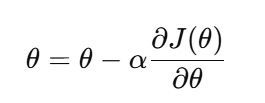 θ = θ − α ∂J(θ)/∂θ